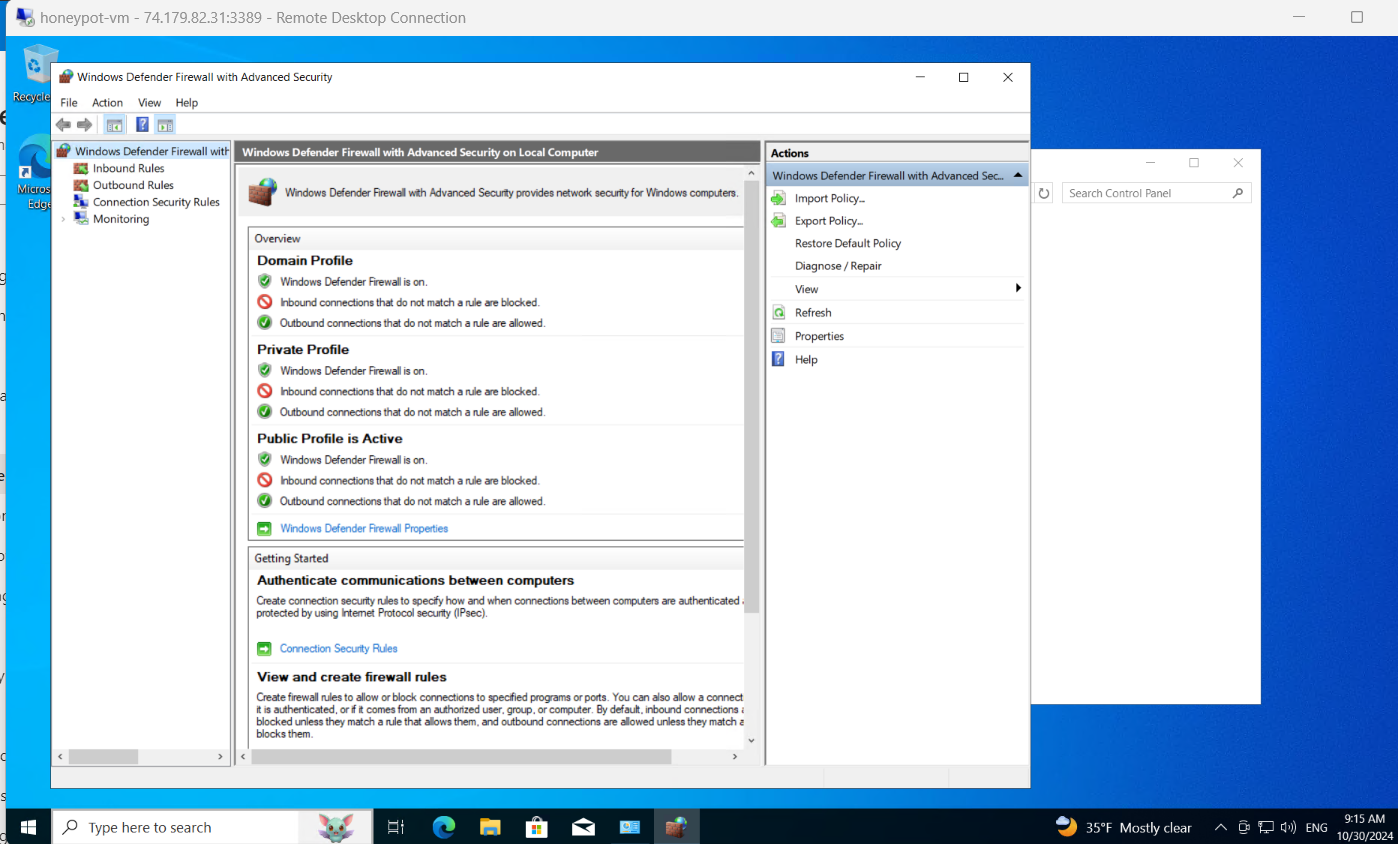 honeypot-vm - 74.179.82.31:3389 - Remote Desktop Connection
Recycle
Micros
Edge
Windows Defender Firewall with Advanced Security
File Action View Help
Windows Defender Firewall with
Inbound Rules
Outbound Rules
Connection Security Rules
Monitoring
Windows Defender Firewall with Advanced Security on Local Computer
Windows Defender Firewall with Advanced Security provides network security for Windows computers.
Overview
Domain Profile
Windows Defender Firewall is on.
Inbound connections that do not match a rule are blocked.
Outbound connections that do not match a rule are allowed.
Private Profile
Windows Defender Firewall is on.
Inbound connections that do not match a rule are blocked.
Outbound connections that do not match a rule are allowed.
Public Profile is Active
Windows Defender Firewall is on.
Inbound connections that do not match a rule are blocked.
Outbound connections that do not match a rule are allowed.
Windows Defender Firewall Properties
Getting Started
Authenticate communications between computers
Create connection security rules to specify how and when connections between computers are authenticated
protected by using Internet Protocol security (IPsec).
Connection Security Rules
View and create firewall rules
Create firewall rules to allow or block connections to specified programs or ports. You can also allow a connect
it is authenticated, or if it comes from an authorized user, group, or computer. By default, inbound connections
blocked unless they match a rule that allows them, and outbound connections are allowed unless they match a
blocks them.
Actions
Windows Defender Firewall with Advanced Sec...
Import Policy...
Export Policy...
Restore Default Policy
Diagnose / Repair
View
Refresh
Properties
Help
Search Control Panel
Type here to search
35°F Mostly clear
ENG
9:15 AM
10/30/2024